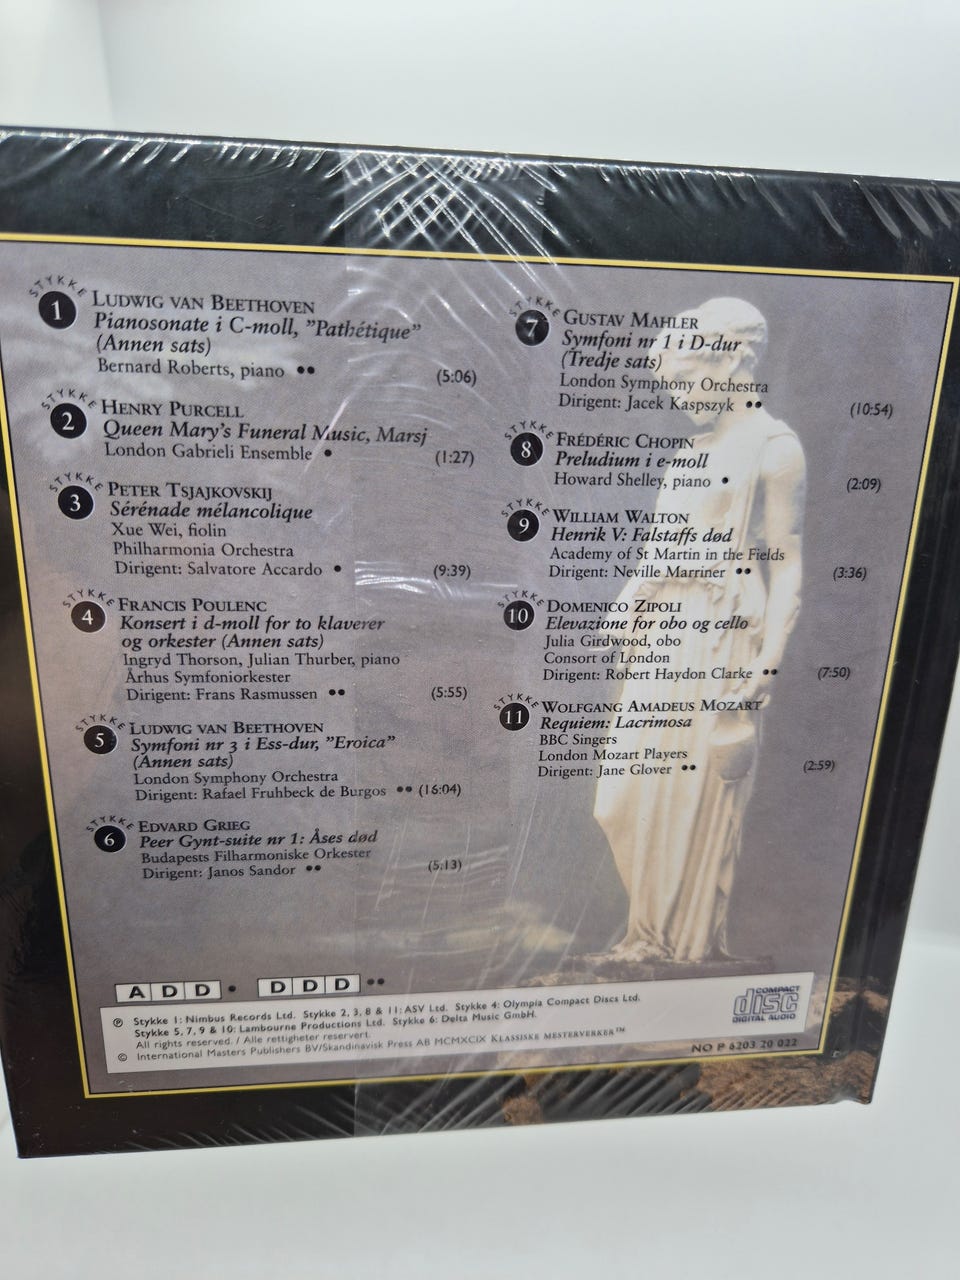 STYKKE
1
LUDWIG VAN BEETHOVEN
Pianosonate i C-moll, "Pathétique"
(Annen sats)
Bernard Roberts, piano ••
(5:06)
STYKKE
2
HENRY PURCELL
Queen Mary's Funeral Music, Marsj
London Gabrieli Ensemble •
(1:27)
STYKKE
3
PETER TSJAJKOVSKIJ
Sérénade mélancolique
Xue Wei, fiolin
Philharmonia Orchestra
Dirigent: Salvatore Accardo •
(9:39)
STYKKE
4
FRANCIS POULENC
Konsert i d-moll for to klaverer
og orkester (Annen sats)
Ingryd Thorson, Julian Thurber, piano
Århus Symfoniorkester
Dirigent: Frans Rasmussen ••
(5:55)
STYKKE
5
LUDWIG VAN BEETHOVEN
Symfoni nr 3 i Ess-dur, "Eroica"
(Annen sats)
London Symphony Orchestra
Dirigent: Rafael Fruhbeck de Burgos •• (16:04)
STYKKE
6
EDVARD GRIEG
Peer Gynt-suite nr 1: Åses død
Budapests Filharmoniske Orkester
Dirigent: Janos Sandor ••
(5:13)
STYKKE
7
GUSTAV MAHLER
Symfoni nr 1 i D-dur
(Tredje sats)
London Symphony Orchestra
Dirigent: Jacek Kaspszyk ••
(10:54)
STYKKE
8
FRÉDÉRIC CHOPIN
Preludium i e-moll
Howard Shelley, piano •
(2:09)
STYKKE
9
WILLIAM WALTON
Henrik V: Falstaffs død
Academy of St Martin in the Fields
Dirigent: Neville Marriner ••
(3:36)
STYKKE
10
DOMENICO ZIPOLI
Elevazione for obo og cello
Julia Girdwood, obo
Consort of London
Dirigent: Robert Haydon Clarke ••
(7:50)
STYKKE
11
WOLFGANG AMADEUS MOZART
Requiem: Lacrimosa
BBC Singers
London Mozart Players
Dirigent: Jane Glover ••
(2:59)
ADD • DDD ••
℗ Stykke 1: Nimbus Records Ltd. Stykke 2, 3, 8 & 11: ASV Ltd. Stykke 4: Olympia Compact Discs Ltd.
Stykke 5, 7, 9 & 10: Lambourne Productions Ltd. Stykke 6: Delta Music GmbH.
All rights reserved. / Alle rettigheter reservert.
© International Masters Publishers BV/Skandinavisk Press AB MCMXCIX KLASSISKE MESTERVERKER™
COMPACT
disc
DIGITAL AUDIO
NO P 6203 20 022